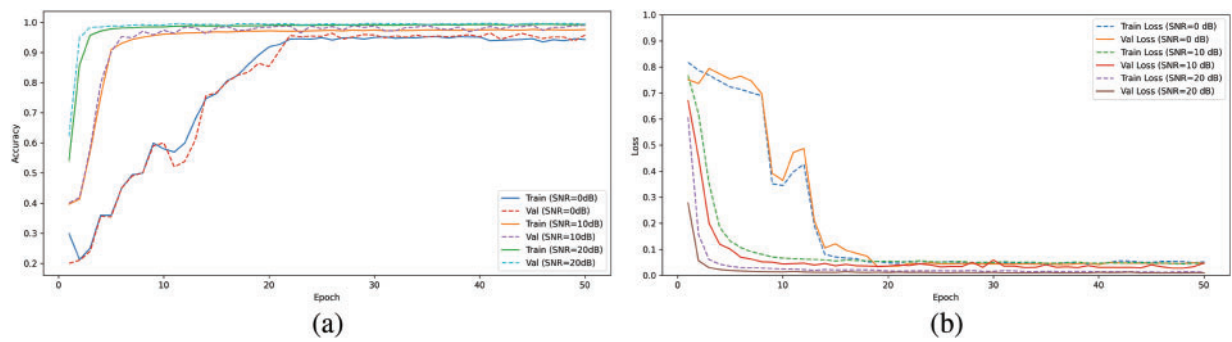 1.0
0.9
0.8
0.7
0.6
0.5
0.4
0.3
0.2
Accuracy
0 10 20 30 40 50
Epoch
Train (SNR=0dB)
Val (SNR=0dB)
Train (SNR=10dB)
Val (SNR=10dB)
Train (SNR=20dB)
Val (SNR=20dB)
(a)
1.0
0.9
0.8
0.7
0.6
0.5
0.4
0.3
0.2
0.1
0.0
Loss
0 10 20 30 40 50
Epoch
Train Loss (SNR=0 dB)
Val Loss (SNR=0 dB)
Train Loss (SNR=10 dB)
Val Loss (SNR=10 dB)
Train Loss (SNR=20 dB)
Val Loss (SNR=20 dB)
(b)